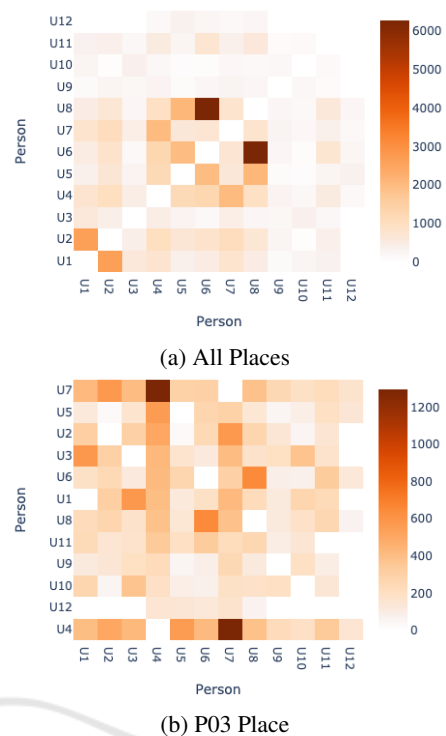 U12
U11
U10
U9
U8
U7
U6
U5
U4
U3
U2
U1
Person
U1 U2 U3 U4 U5 U6 U7 U8 U9 U10 U11 U12
Person
6000
5000
4000
3000
2000
1000
0
(a) All Places
U7
U5
U2
U3
U6
U1
U8
U11
U9
U10
U12
U4
Person
U1 U2 U3 U4 U5 U6 U7 U8 U9 U10 U11 U12
Person
1200
1000
800
600
400
200
0
(b) P03 Place